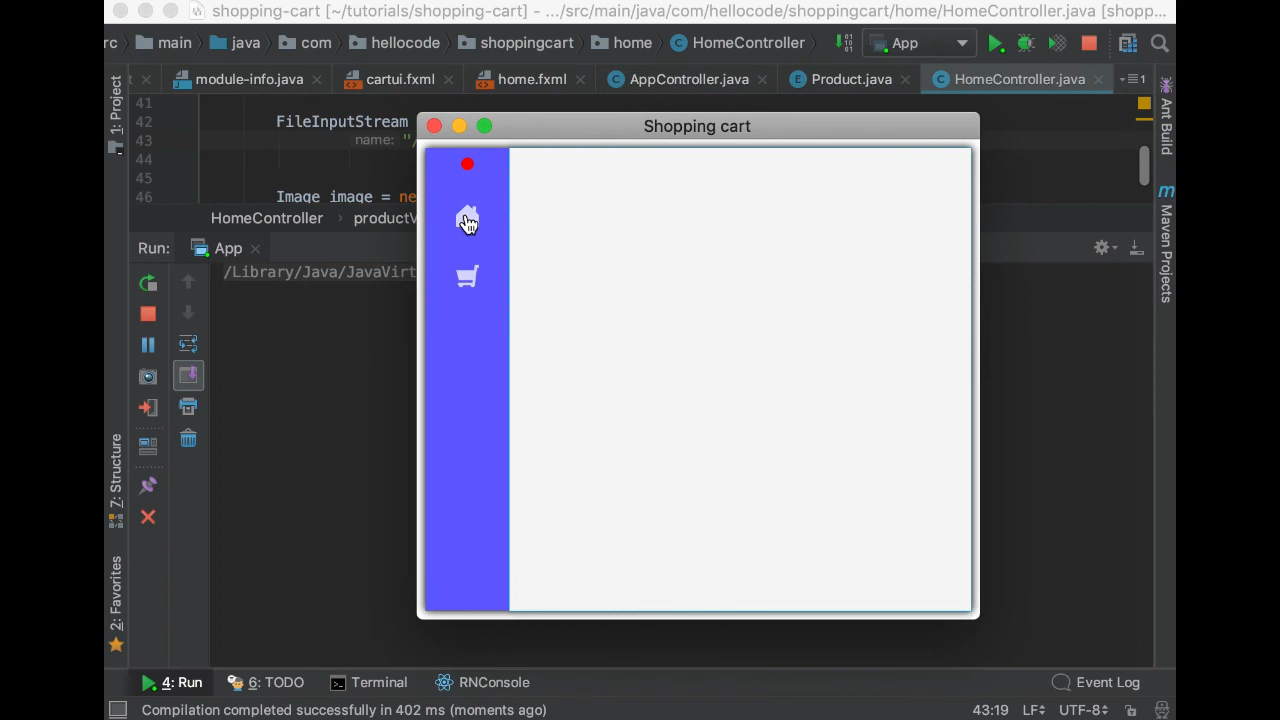 shopping-cart [~/tutorials/shopping-cart] - .../src/main/java/com/hellocode/shoppingcart/home/HomeController.java [shopp...
rc main java com hellocode shoppingcart home HomeController App
module-info.java cartui.fxml home.fxml AppController.java Product.java HomeController.java 1
41
42 FileInputStream
43 name: "/
44
45
46 Image image = ne
HomeController productV
Shopping cart
Run: App
/Library/Java/JavaVirt
1: Project
7: Structure
2: Favorites
Ant Build
Maven Projects
4: Run 6: TODO Terminal RNConsole Event Log
Compilation completed successfully in 402 ms (moments ago) 43:19 LF UTF-8